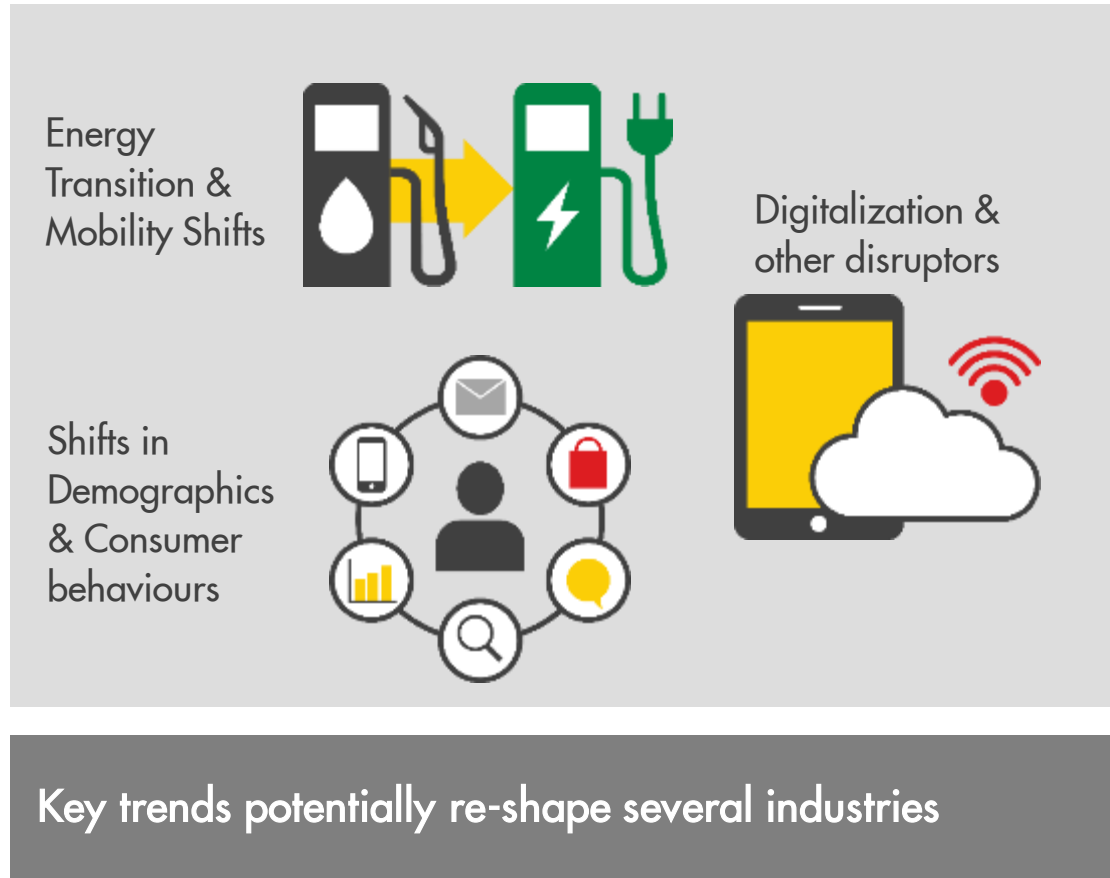 Energy
Transition &
Mobility Shifts
Digitalization &
other disruptors
Shifts in
Demographics
& Consumer
behaviours
Key trends potentially re-shape several industries